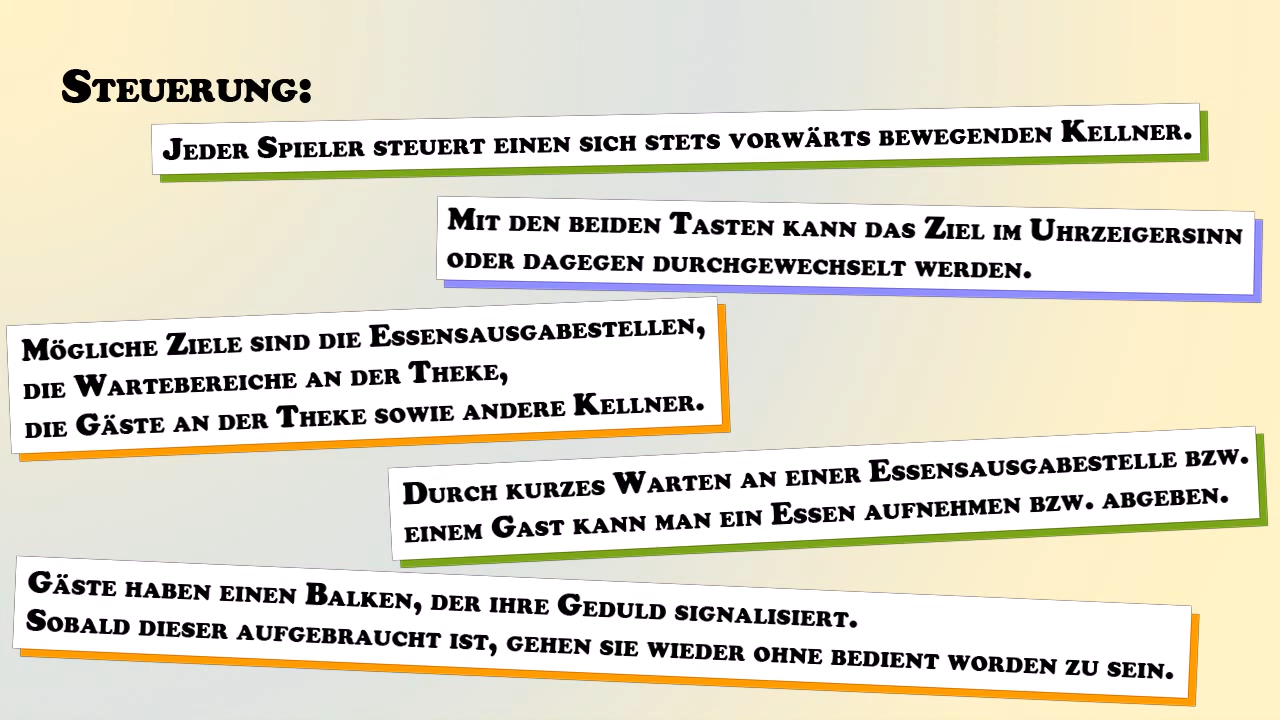 Steuerung:
Jeder Spieler steuert einen sich stets vorwärts bewegenden Kellner.
Mit den beiden Tasten kann das Ziel im Uhrzeigersinn
oder dagegen durchgewechselt werden.
Mögliche Ziele sind die Essensausgabestellen,
die Wartebereiche an der Theke,
die Gäste an der Theke sowie andere Kellner.
Durch kurzes Warten an einer Essensausgabestelle bzw.
einem Gast kann man ein Essen aufnehmen bzw. abgeben.
Gäste haben einen Balken, der ihre Geduld signalisiert.
Sobald dieser aufgebraucht ist, gehen sie wieder ohne bedient worden zu sein.